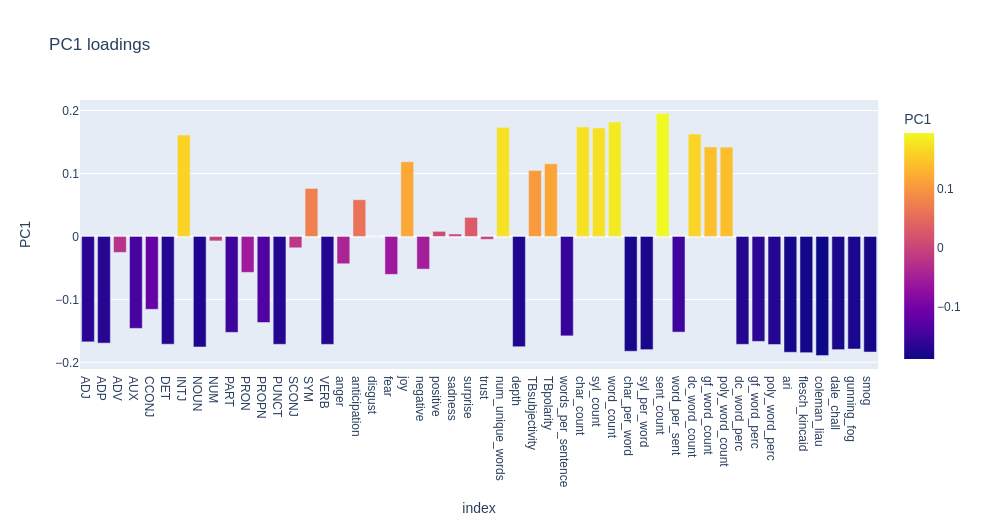 PC1 loadings
PC1
0.2
0.1
0
−0.1
−0.2
ADJ
ADP
ADV
AUX
CCONJ
DET
INTJ
NOUN
NUM
PART
PRON
PROPN
PUNCT
SCONJ
SYM
VERB
anger
anticipation
disgust
fear
joy
negative
positive
sadness
surprise
trust
num_unique_words
depth
TBsubjectivity
TBpolarity
words_per_sentence
char_count
syl_count
word_count
char_per_word
syl_per_word
sent_count
word_per_sent
dc_word_count
gf_word_count
poly_word_count
dc_word_perc
gf_word_perc
poly_word_perc
ari
flesch_kincaid
coleman_liau
dale_chall
gunning_fog
smog
index
PC1
0.1
0
−0.1